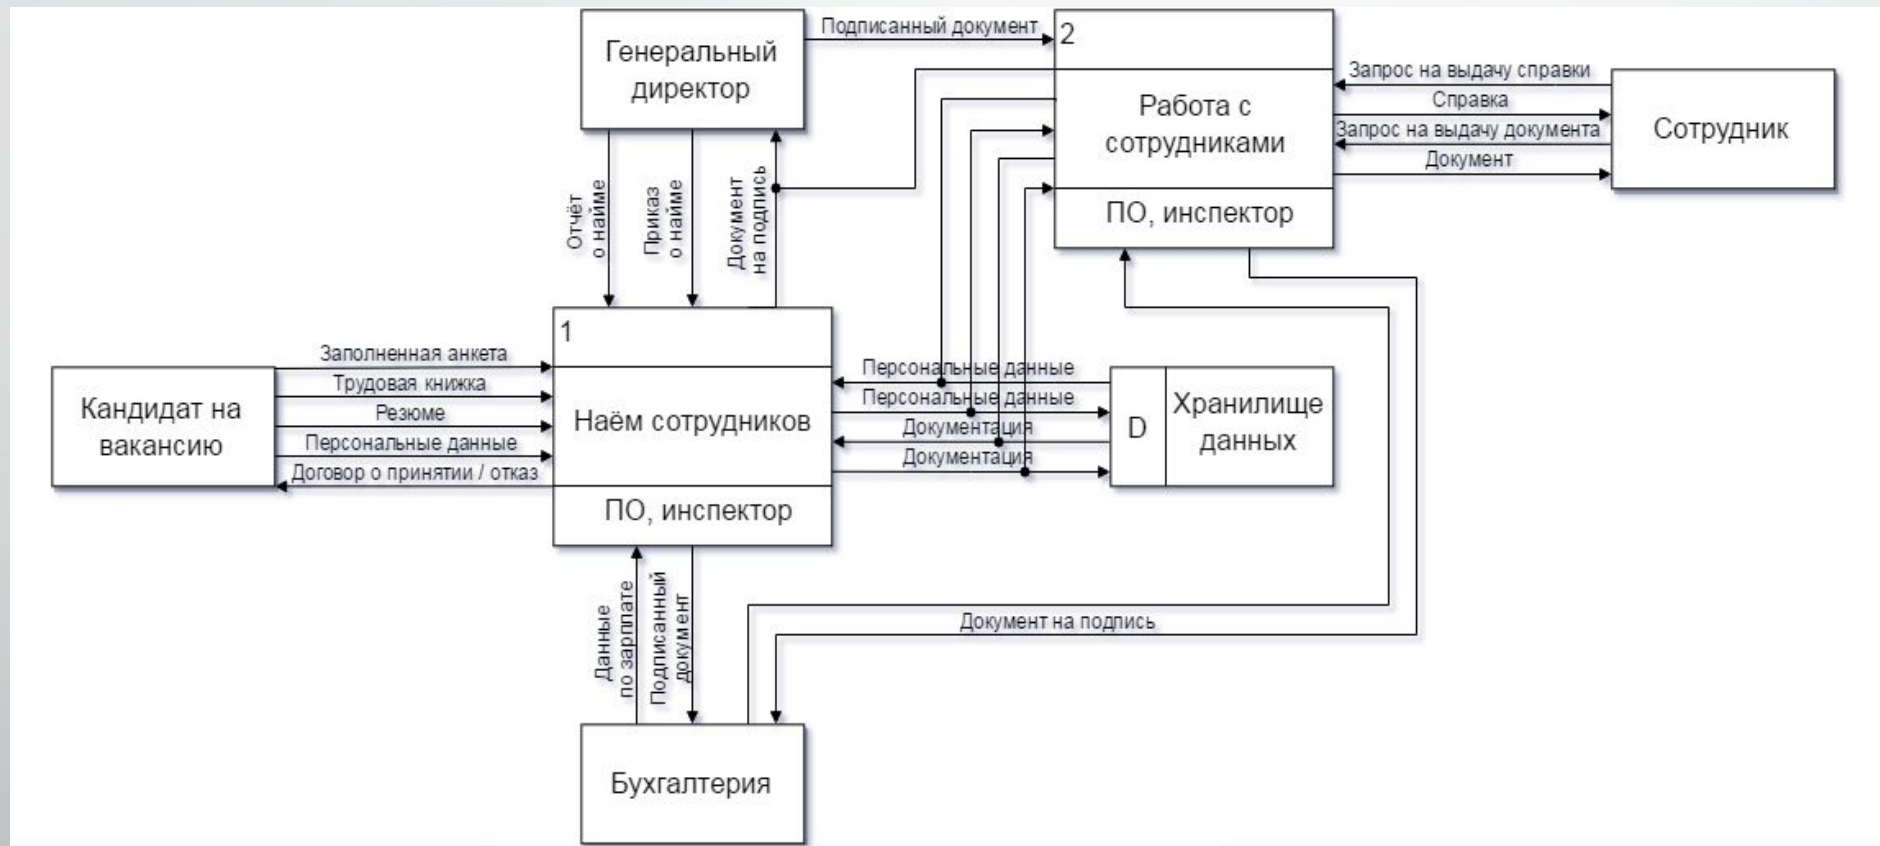 Генеральный
директор
Подписанный документ
2
Работа с
сотрудниками
ПО, инспектор
Запрос на выдачу справки
Справка
Запрос на выдачу документа
Документ
Сотрудник
Отчёт
о найме
Приказ
о найме
Документ
на подпись
1
Наём сотрудников
ПО, инспектор
Кандидат на
вакансию
Заполненная анкета
Трудовая книжка
Резюме
Персональные данные
Договор о принятии / отказ
Персональные данные
Персональные данные
Документация
Документация
D
Хранилище
данных
Данные
по зарплате
Подписанный
документ
Документ на подпись
Бухгалтерия